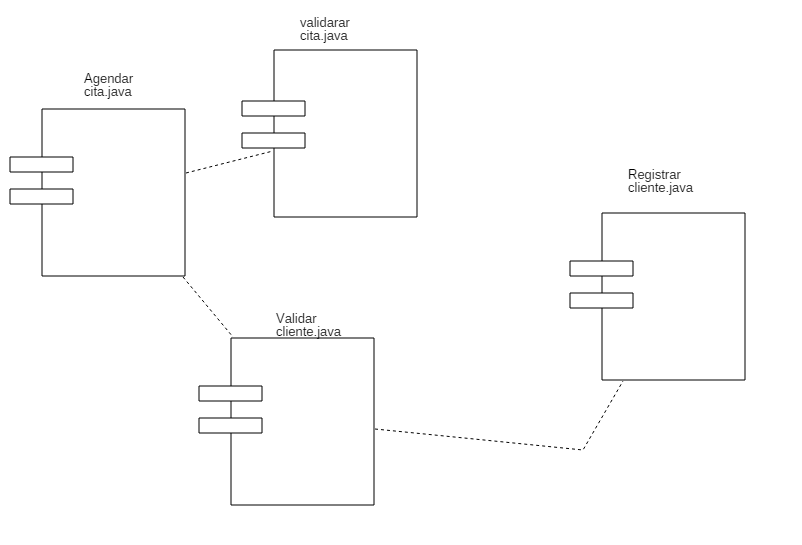 validarar
cita.java
Agendar
cita.java
Registrar
cliente.java
Validar
cliente.java